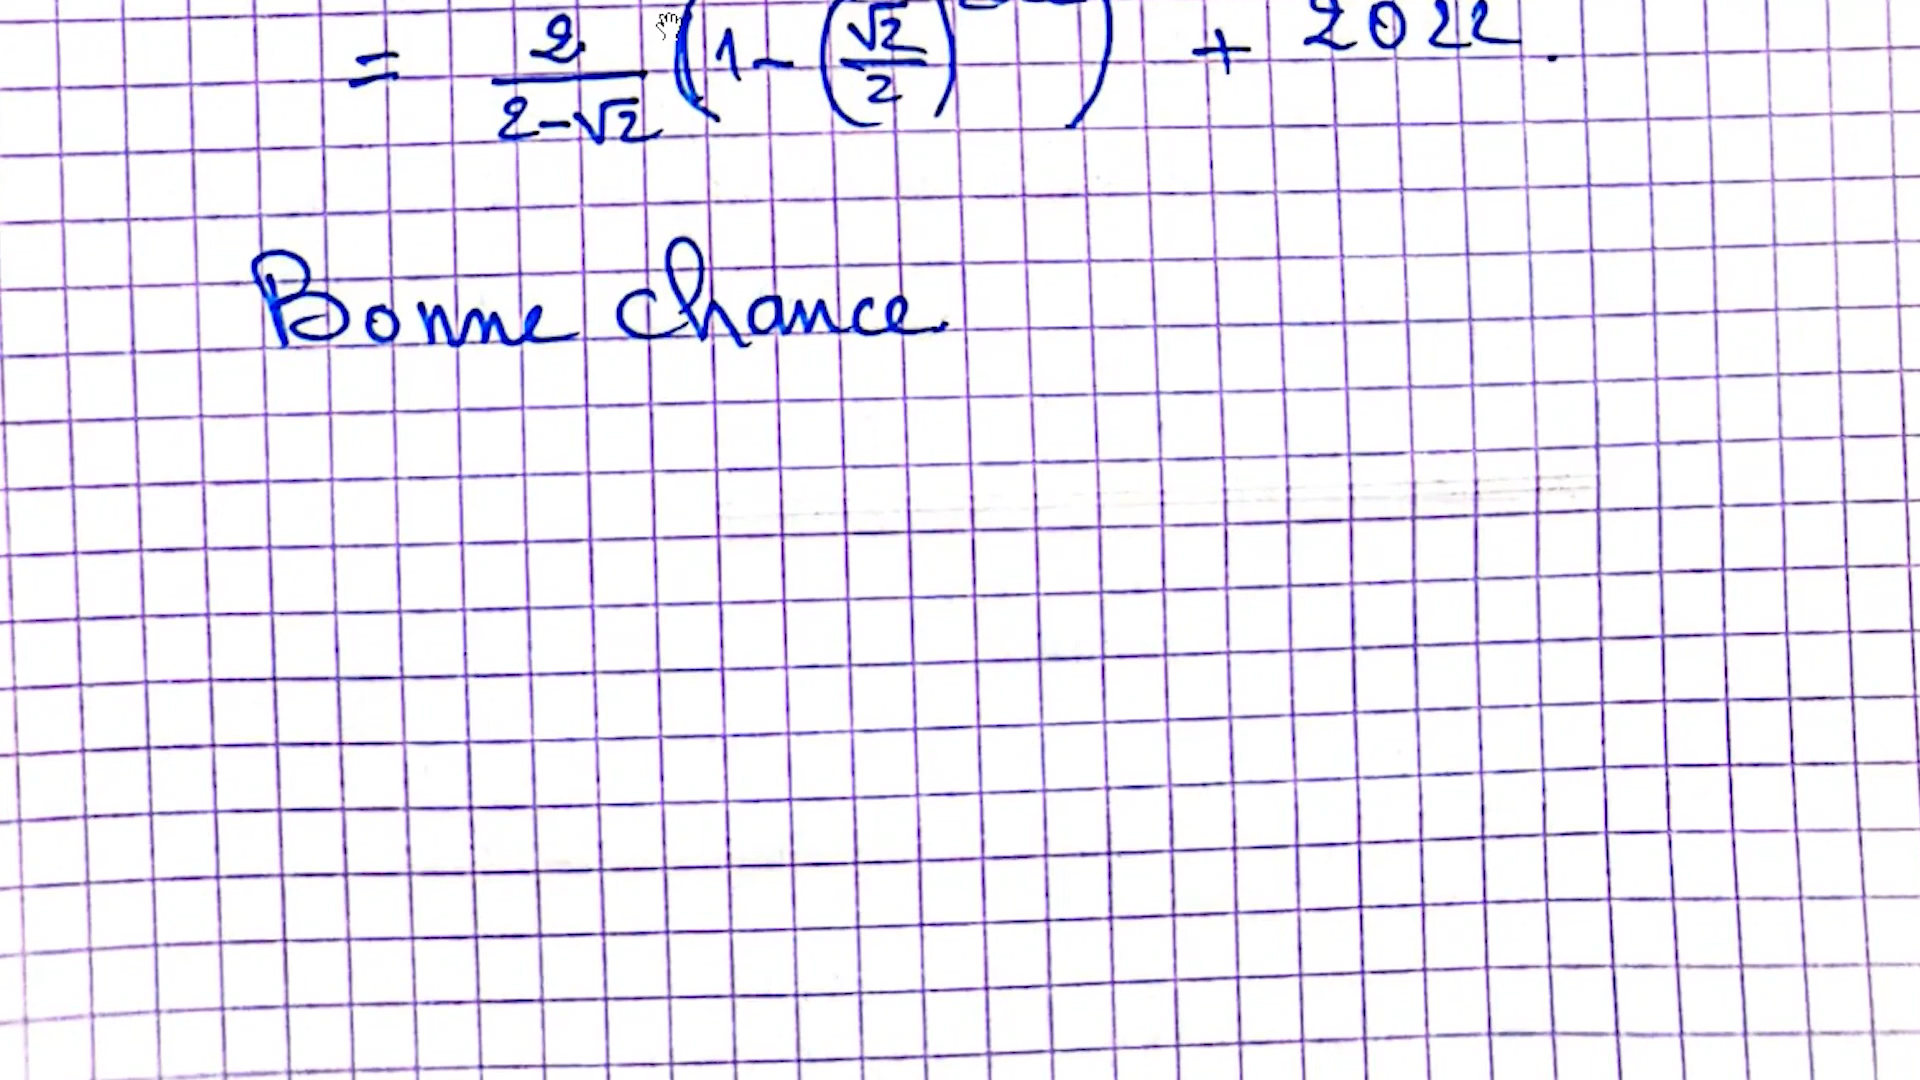 = 2/(2-√2) (1 - (√2/2) ) + 2022.
Bonne chance